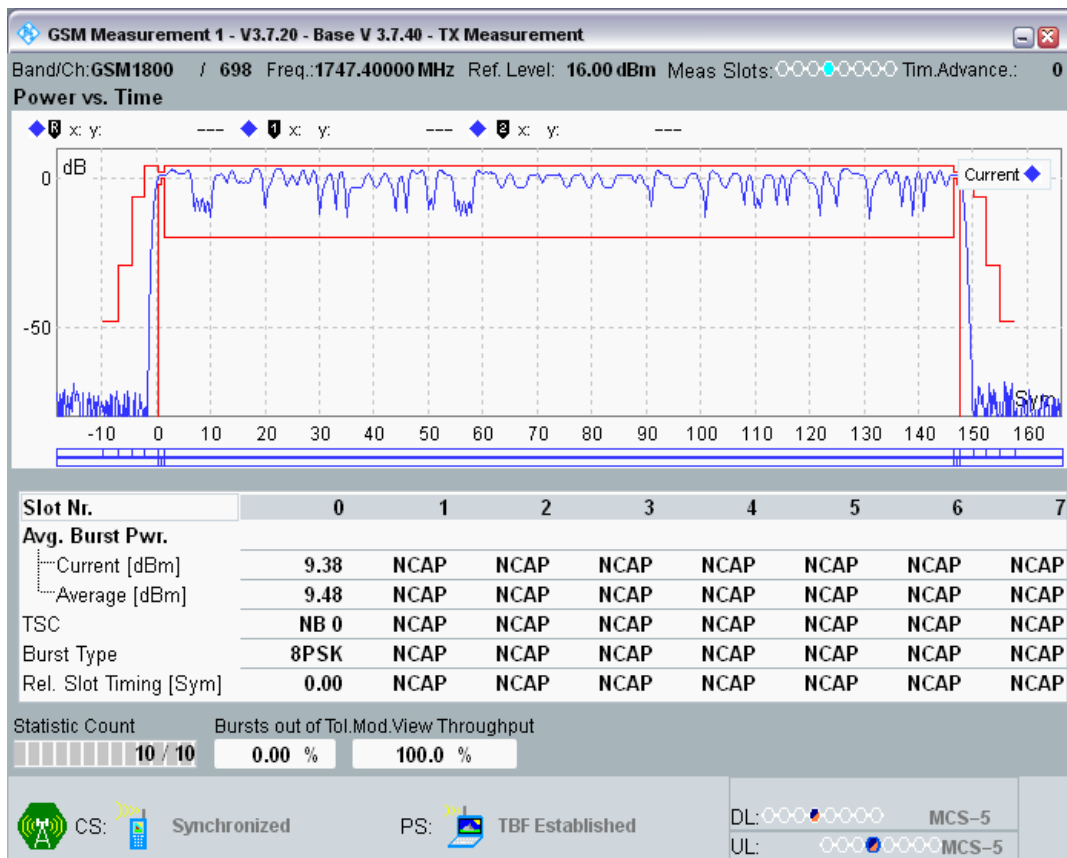 GSM Measurement 1 - V3.7.20 - Base V 3.7.40 - TX Measurement
Band/Ch:GSM1800 / 698 Freq.:1747.40000 MHz Ref. Level: 16.00 dBm Meas Slots: Tim.Advance.: 0
Power vs. Time
R x: y: --- 1 x: y: --- 2 x: y: ---
dB
0
Current
-50
Sym
-10 0 10 20 30 40 50 60 70 80 90 100 110 120 130 140 150 160
Slot Nr. 0 1 2 3 4 5 6 7
Avg. Burst Pwr.
Current [dBm] 9.38 NCAP NCAP NCAP NCAP NCAP NCAP NCAP
Average [dBm] 9.48 NCAP NCAP NCAP NCAP NCAP NCAP NCAP
TSC NB 0 NCAP NCAP NCAP NCAP NCAP NCAP NCAP
Burst Type 8PSK NCAP NCAP NCAP NCAP NCAP NCAP NCAP
Rel. Slot Timing [Sym] 0.00 NCAP NCAP NCAP NCAP NCAP NCAP NCAP
Statistic Count Bursts out of Tol.Mod.View Throughput
10 / 10 0.00 % 100.0 %
CS: Synchronized PS: TBF Established
DL: MCS-5
UL: MCS-5